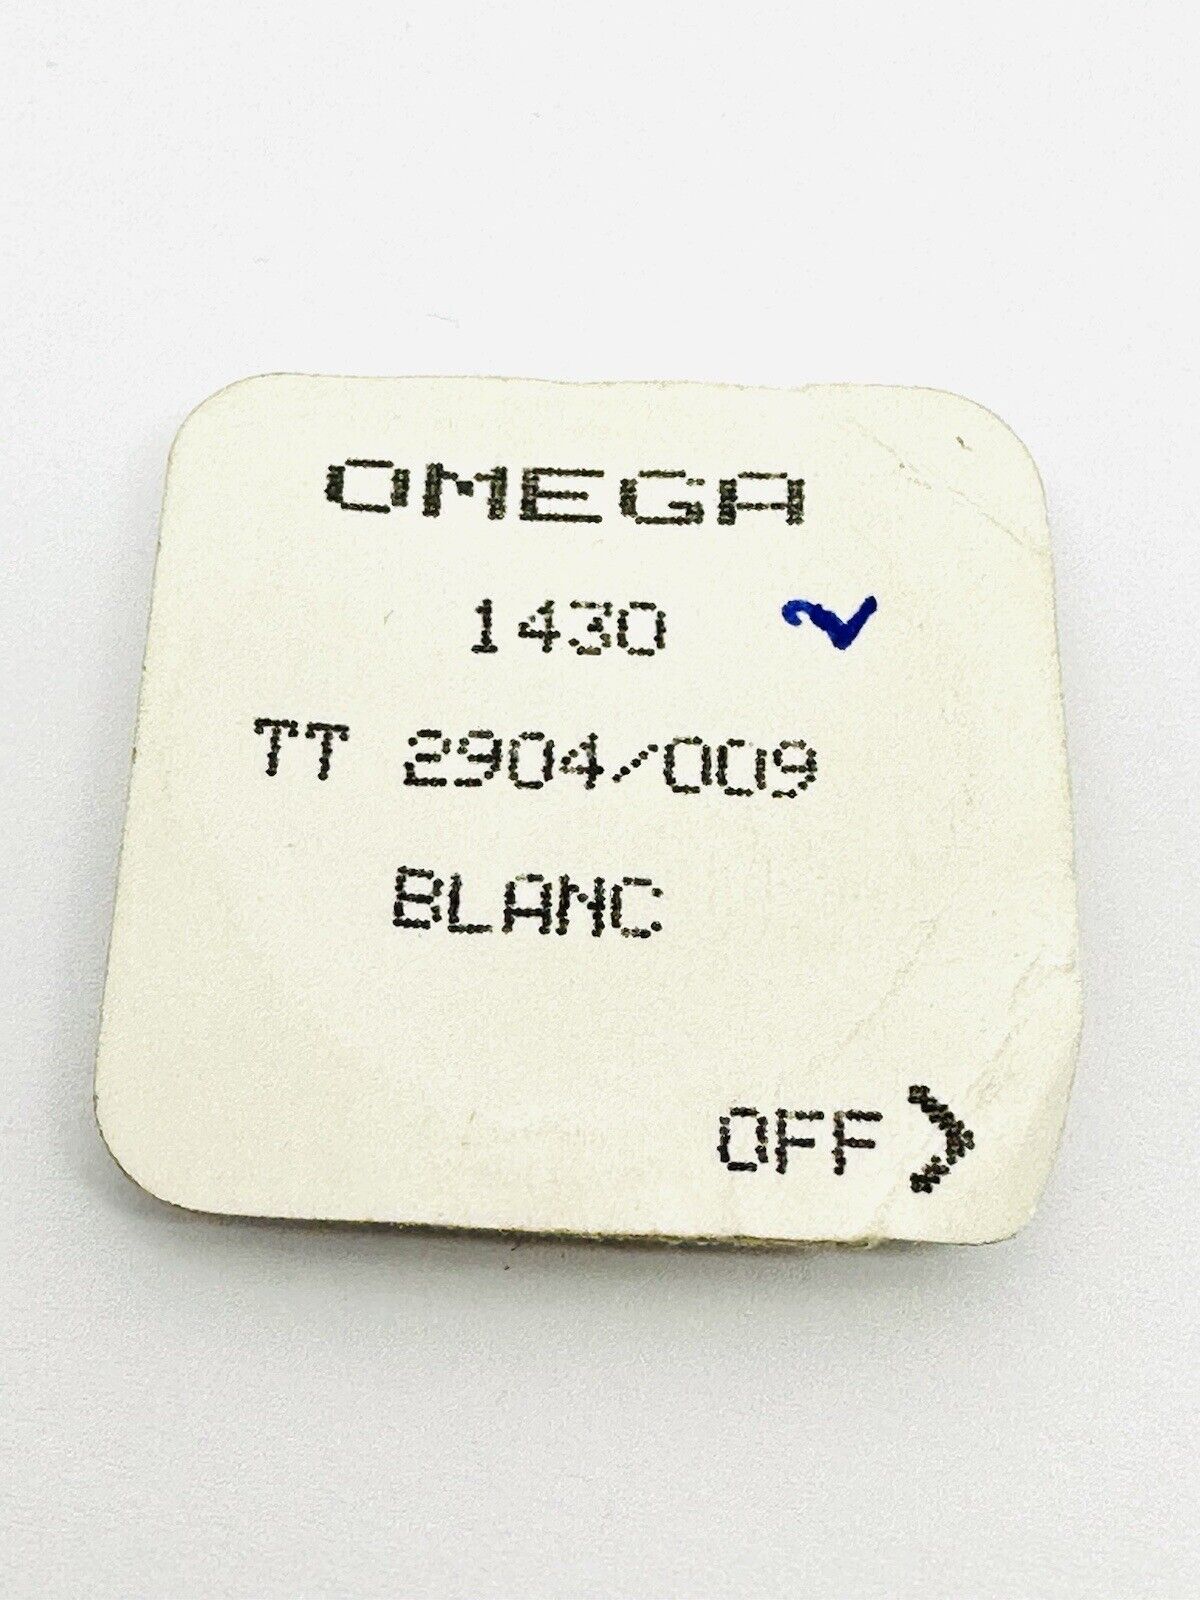 OMEGA
1430
TT 2904/009
BLANC
OFF >